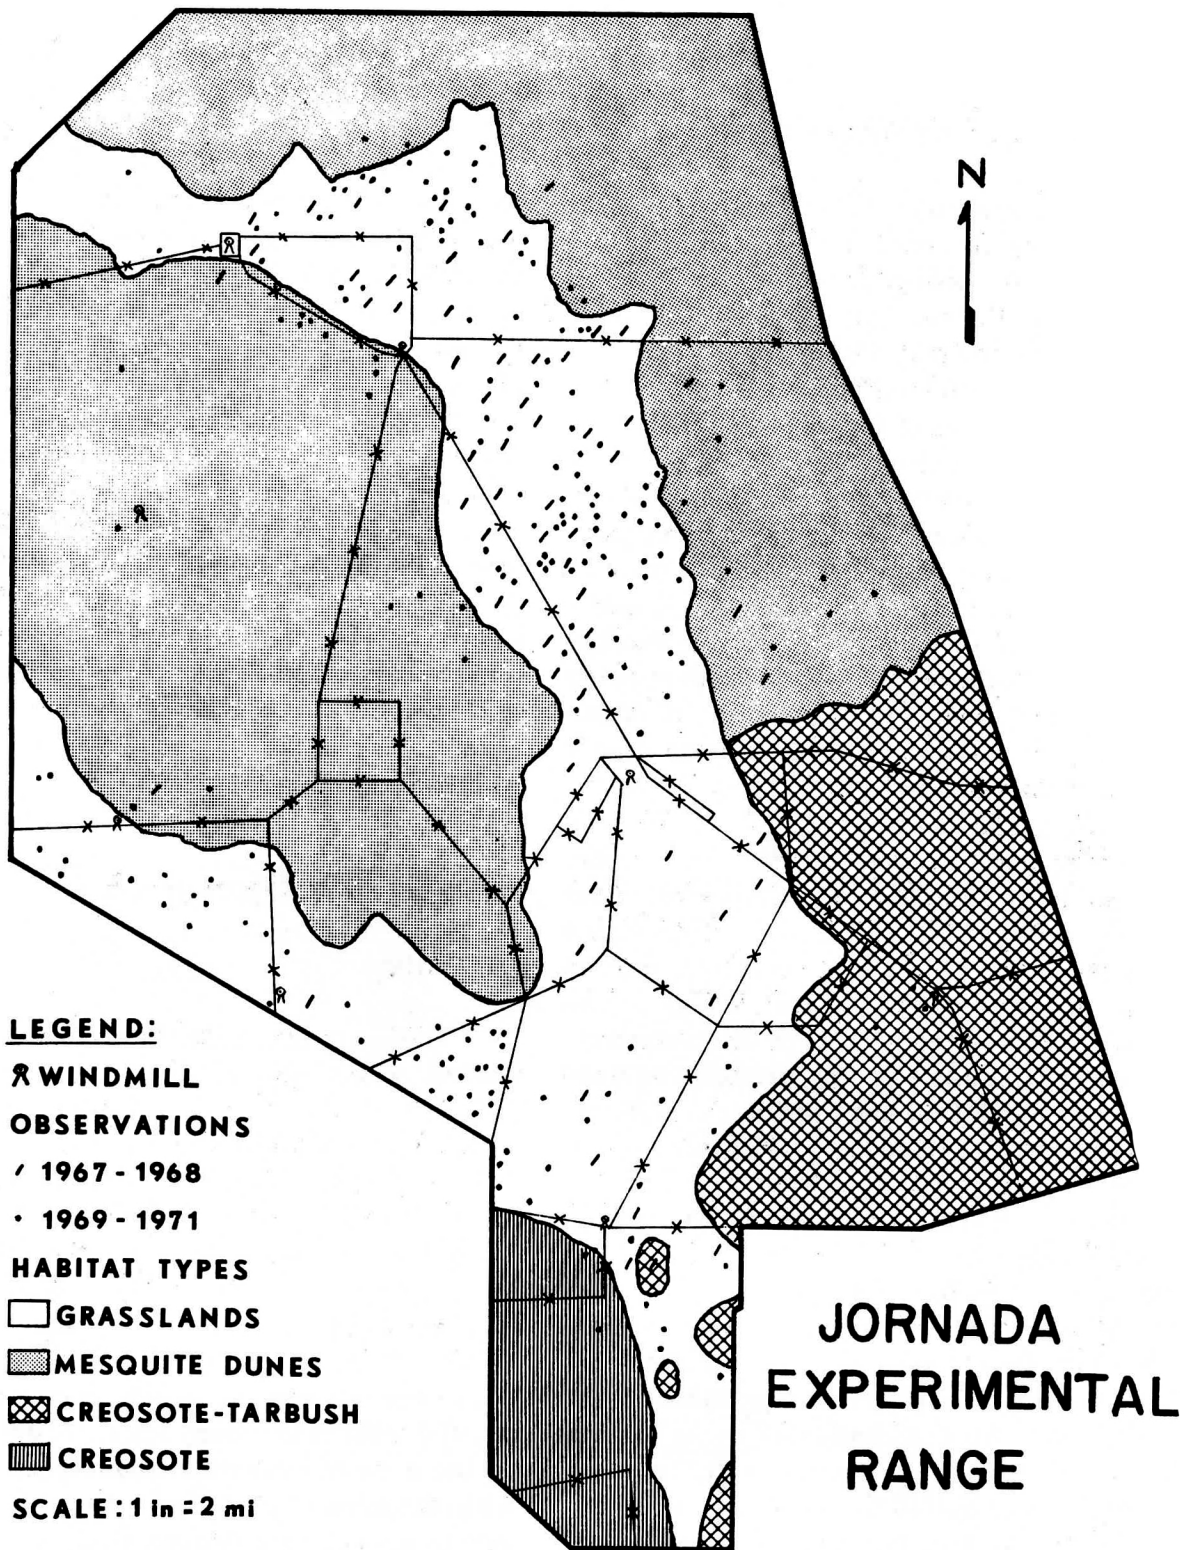 N
LEGEND:
WINDMILL
OBSERVATIONS
1967 - 1968
1969 - 1971
HABITAT TYPES
GRASSLANDS
MESQUITE DUNES
CREOSOTE-TARBUSH
CREOSOTE
SCALE: 1 in = 2 mi
JORNADA
EXPERIMENTAL
RANGE